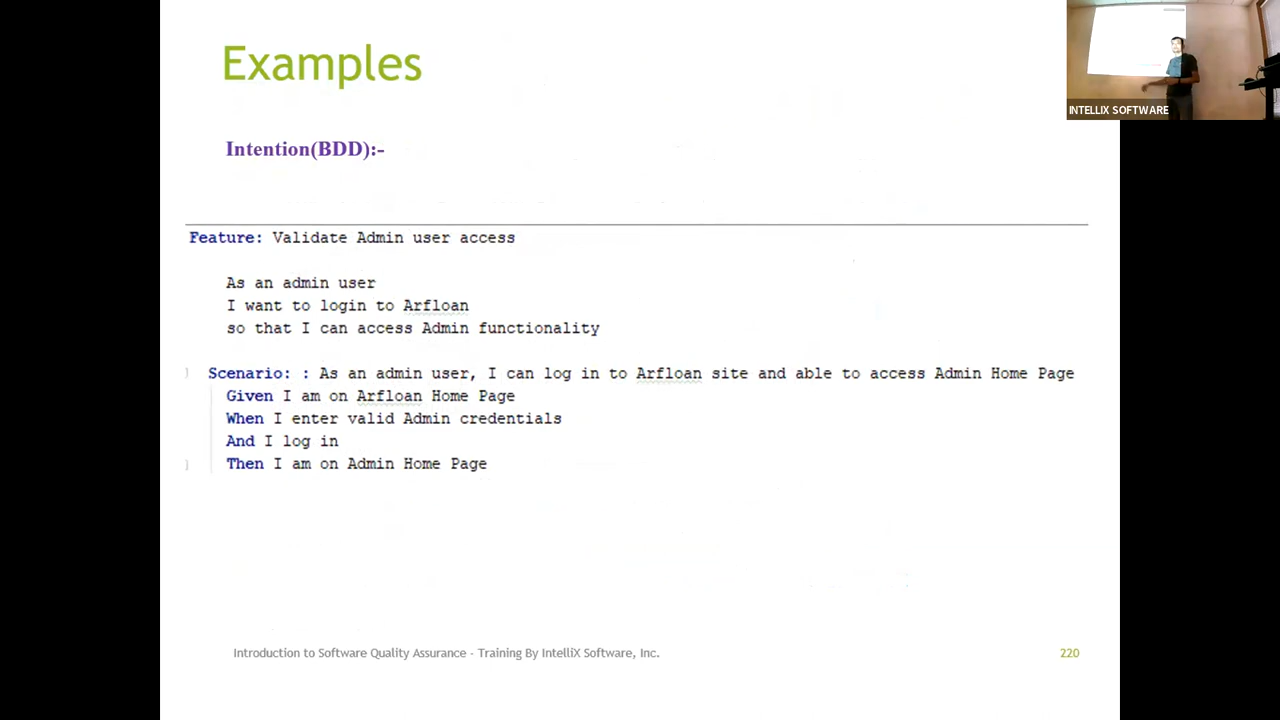 Examples
INTELLIX SOFTWARE
Intention(BDD):-
Feature: Validate Admin user access
As an admin user
I want to login to Arfloan
so that I can access Admin functionality
Scenario: : As an admin user, I can log in to Arfloan site and able to access Admin Home Page
Given I am on Arfloan Home Page
When I enter valid Admin credentials
And I log in
Then I am on Admin Home Page
Introduction to Software Quality Assurance - Training By IntelliX Software, Inc.
220